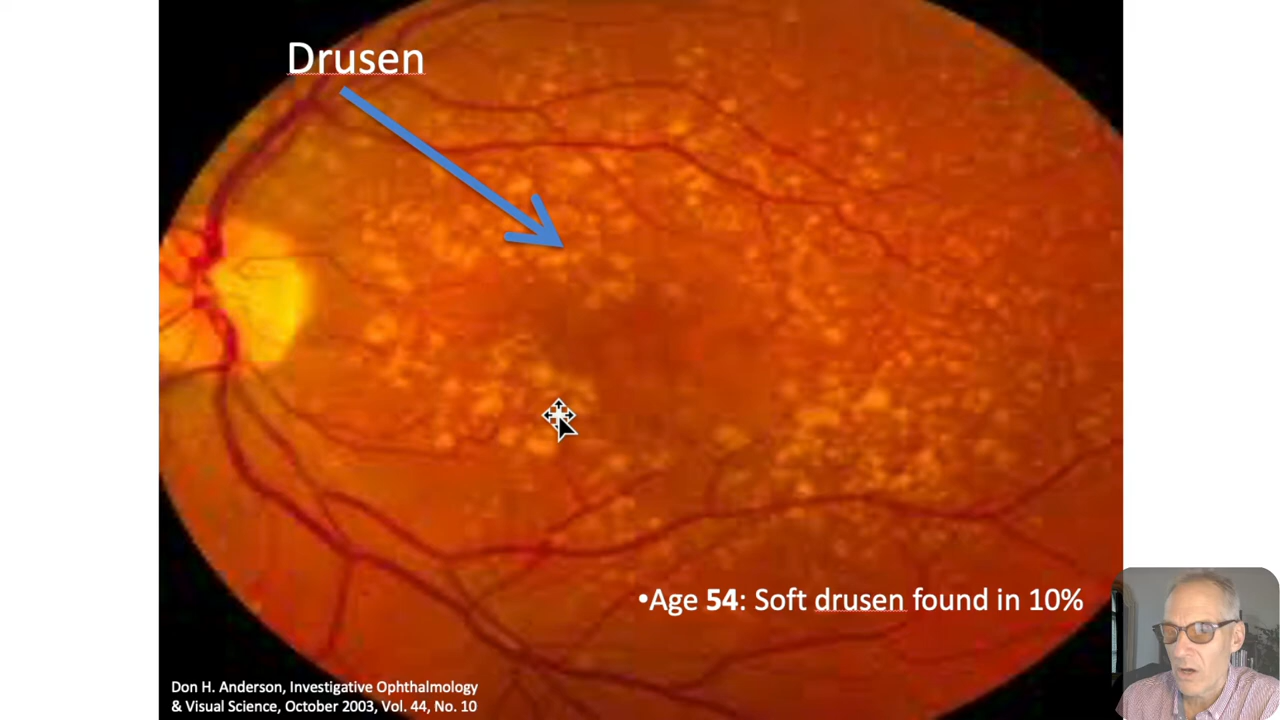 Drusen
•Age 54: Soft drusen found in 10%
Don H. Anderson, Investigative Ophthalmology
& Visual Science, October 2003, Vol. 44, No. 10